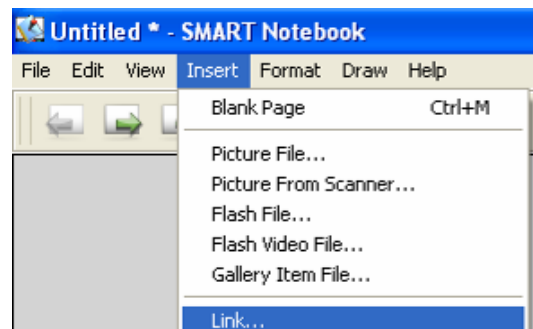 Untitled * - SMART Notebook
File Edit View Insert Format Draw Help
Blank Page Ctrl+M
Picture File...
Picture From Scanner...
Flash File...
Flash Video File...
Gallery Item File...
Link...